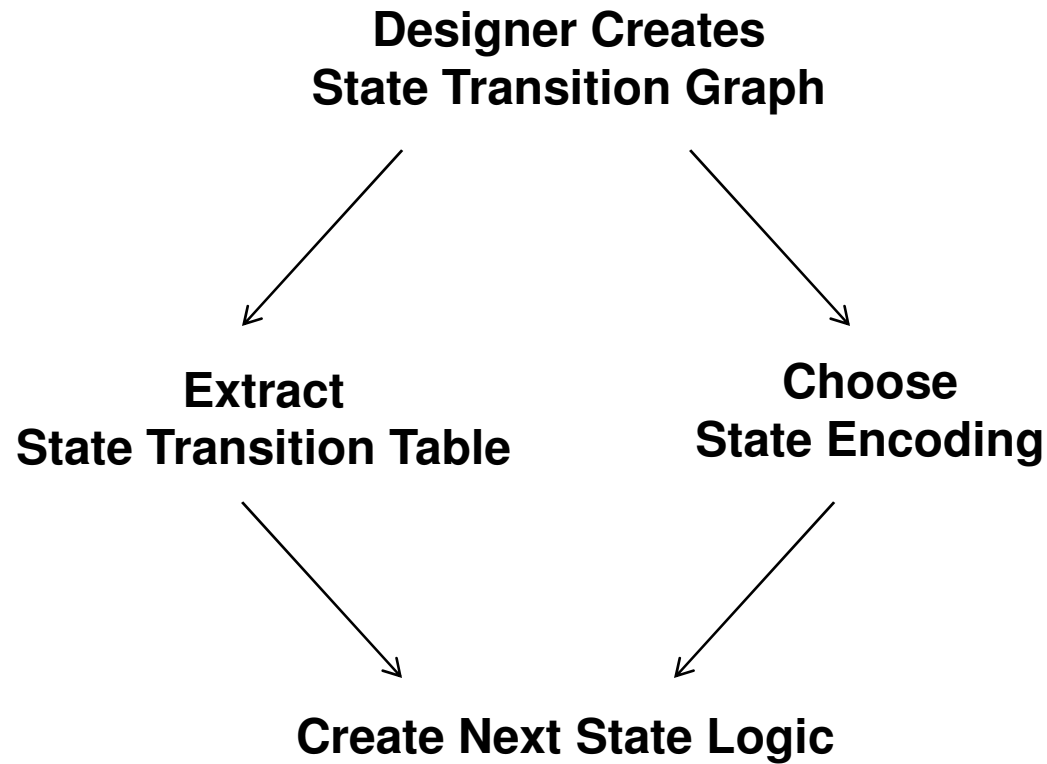 Designer Creates
State Transition Graph
Extract
State Transition Table
Choose
State Encoding
Create Next State Logic